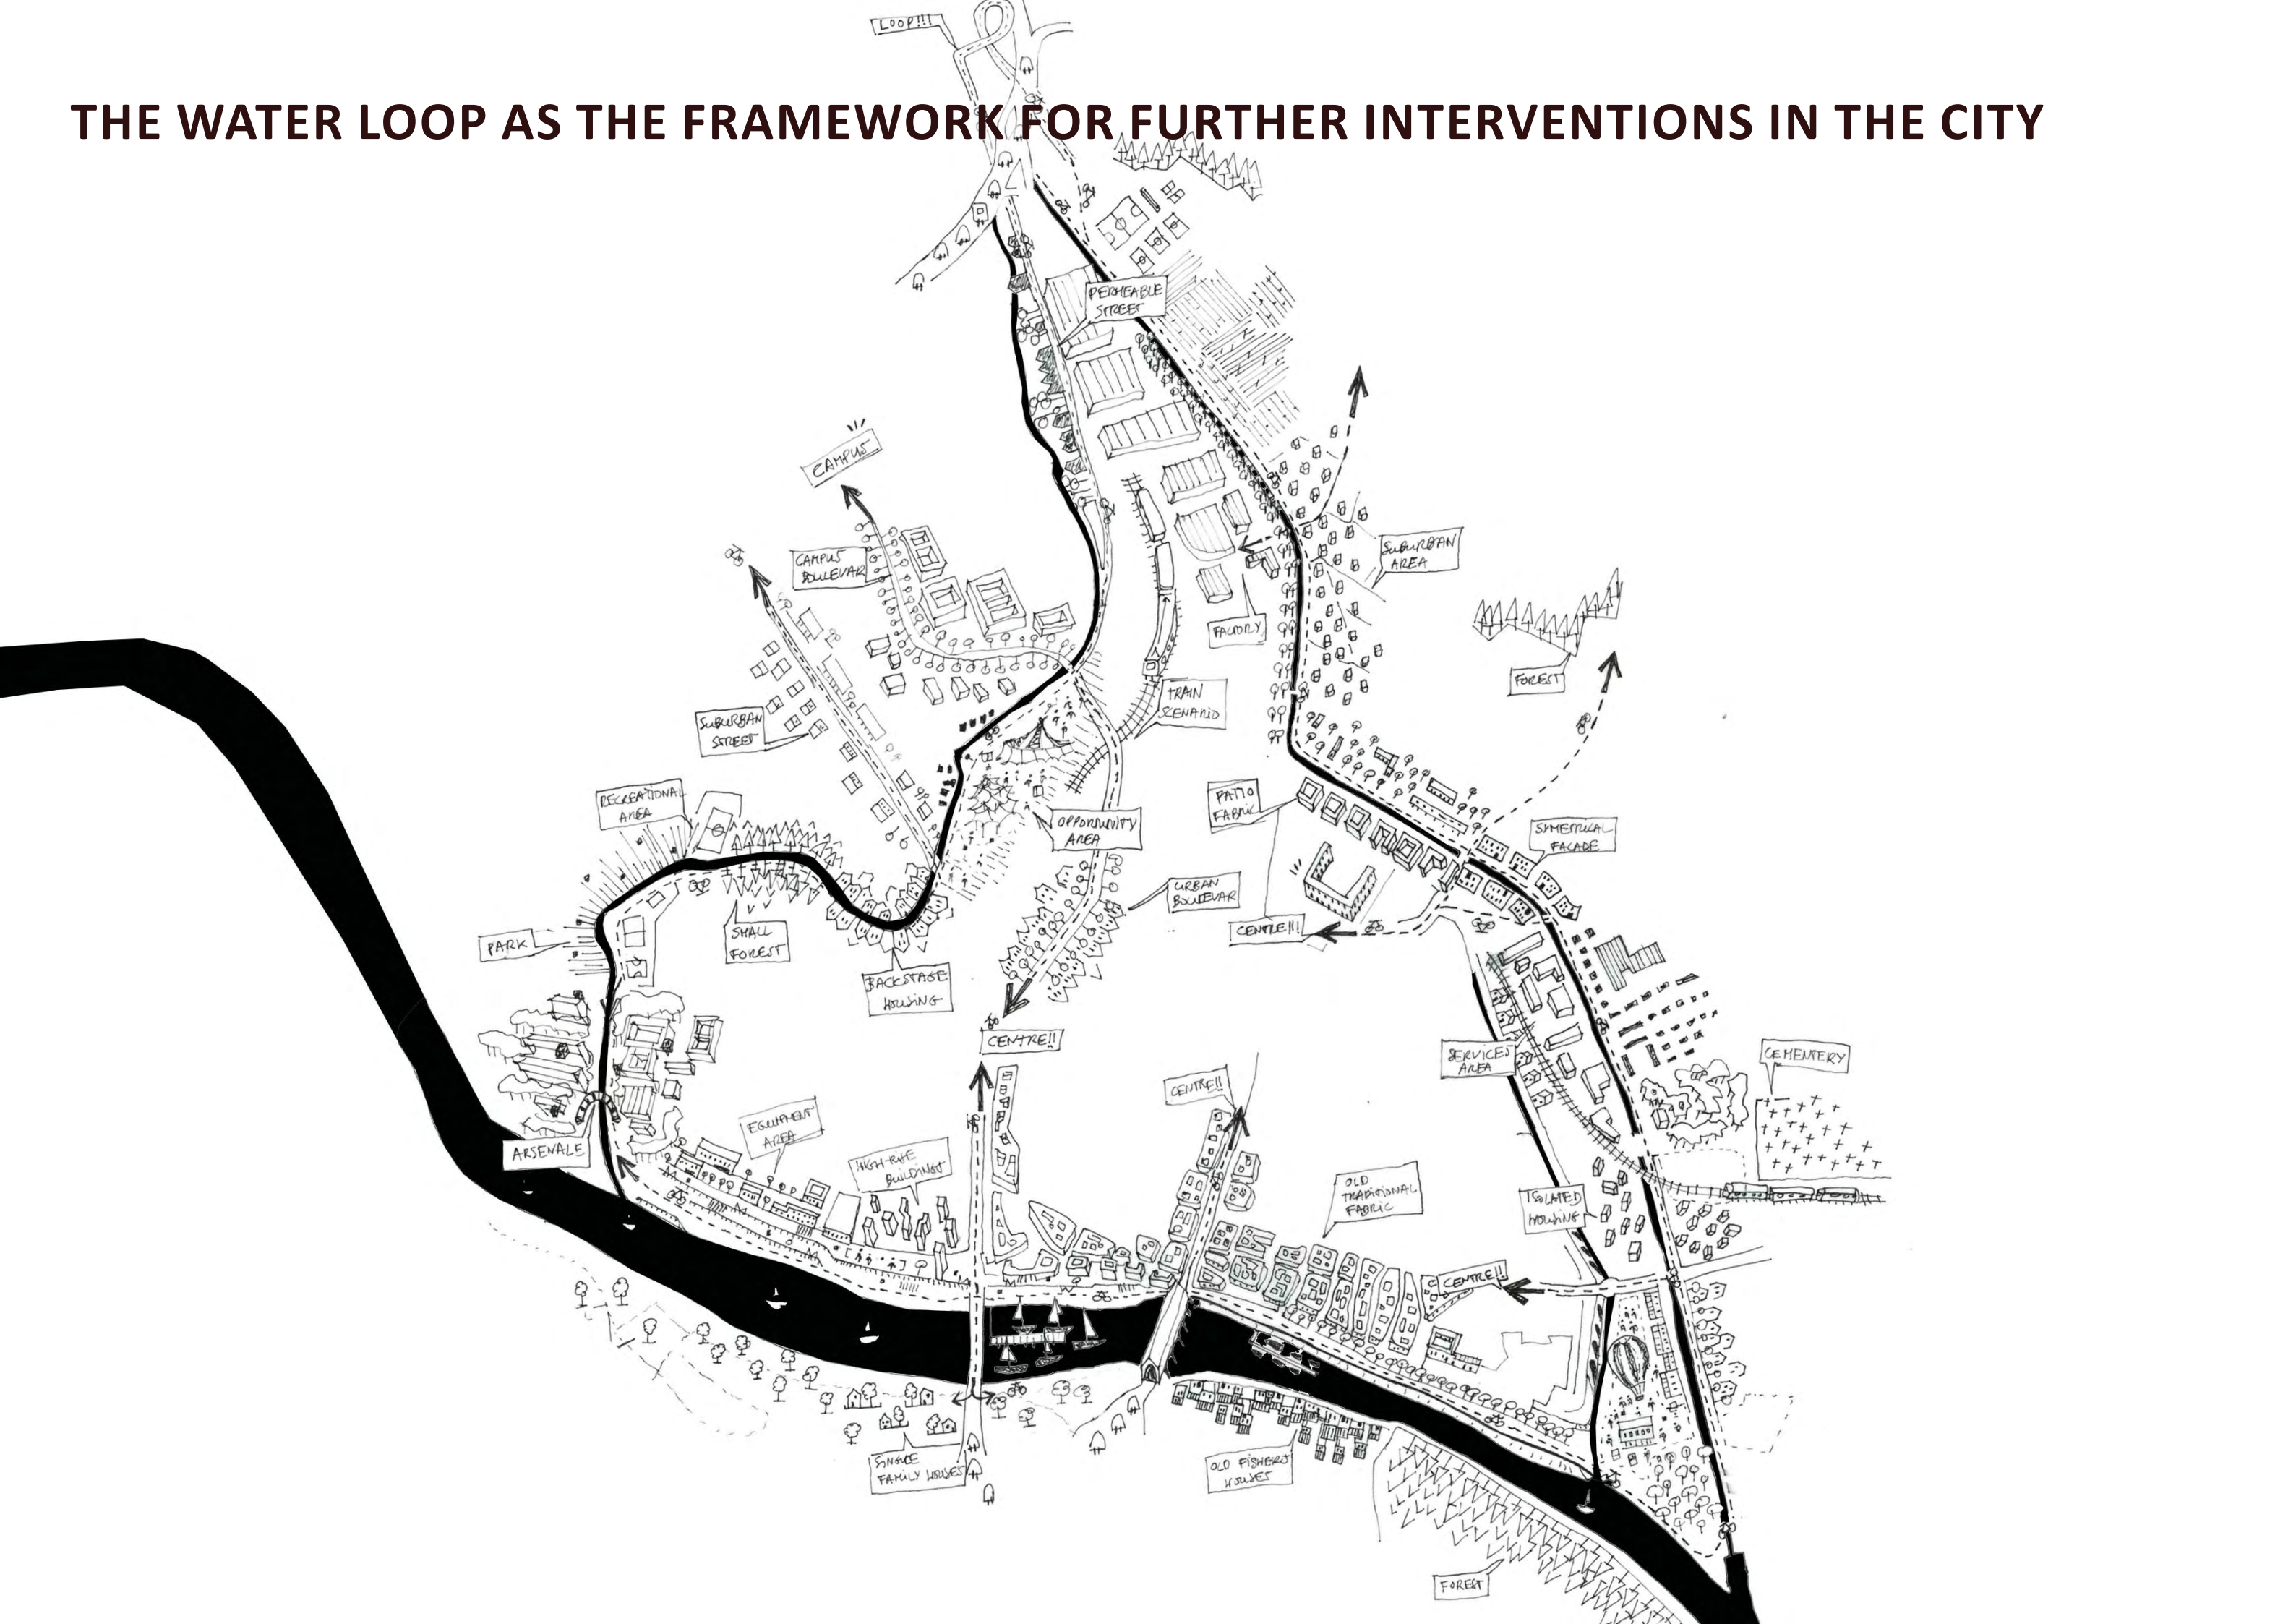 LOOP!!!
THE WATER LOOP AS THE FRAMEWORK FOR FURTHER INTERVENTIONS IN THE CITY
PERMEABLE
STREET
CAMPUS
CAMPUS
BOULEVAR
SUBURBAN
AREA
FACTORY
FOREST
TRAIN
SCENARIO
SUBURBAN
STREET
RECREATIONAL
AREA
PATIO
FABRIC
OPPORTUNITY
AREA
SYMETRICAL
FACADE
URBAN
BOULEVAR
CENTRE!!!
PARK
SMALL
FOREST
BACKSTAGE
HOUSING
CENTRE!!
SERVICES
AREA
CEMENTERY
CENTRE!!
EQUIPMENT
AREA
ARSENALE
HIGH-RISE
BUILDINGS
OLD
TRADITIONAL
FABRIC
ISOLATED
HOUSING
CENTRE!!
SINGLE
FAMILY HOUSES
OLD FISHERS
HOUSES
FOREST